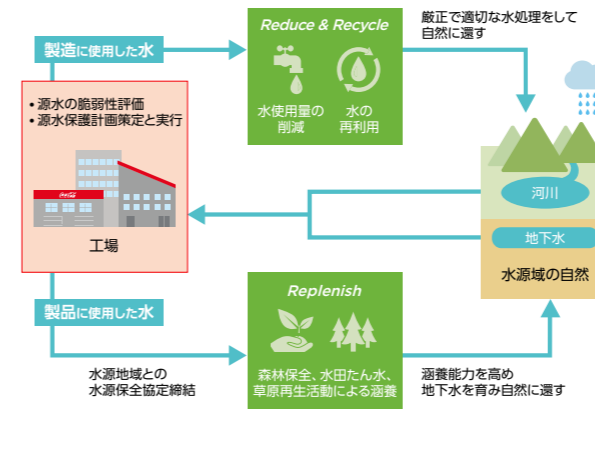 製造に使用した水
Reduce & Recycle
水使用量の
削減
水の
再利用
厳正で適切な水処理をして
自然に還す
• 源水の脆弱性評価
• 源水保護計画策定と実行
Coca-Cola
工場
河川
地下水
水源域の自然
製品に使用した水
水源地域との
水源保全協定締結
Replenish
森林保全、水田たん水、
草原再生活動による涵養
涵養能力を高め
地下水を育み自然に還す